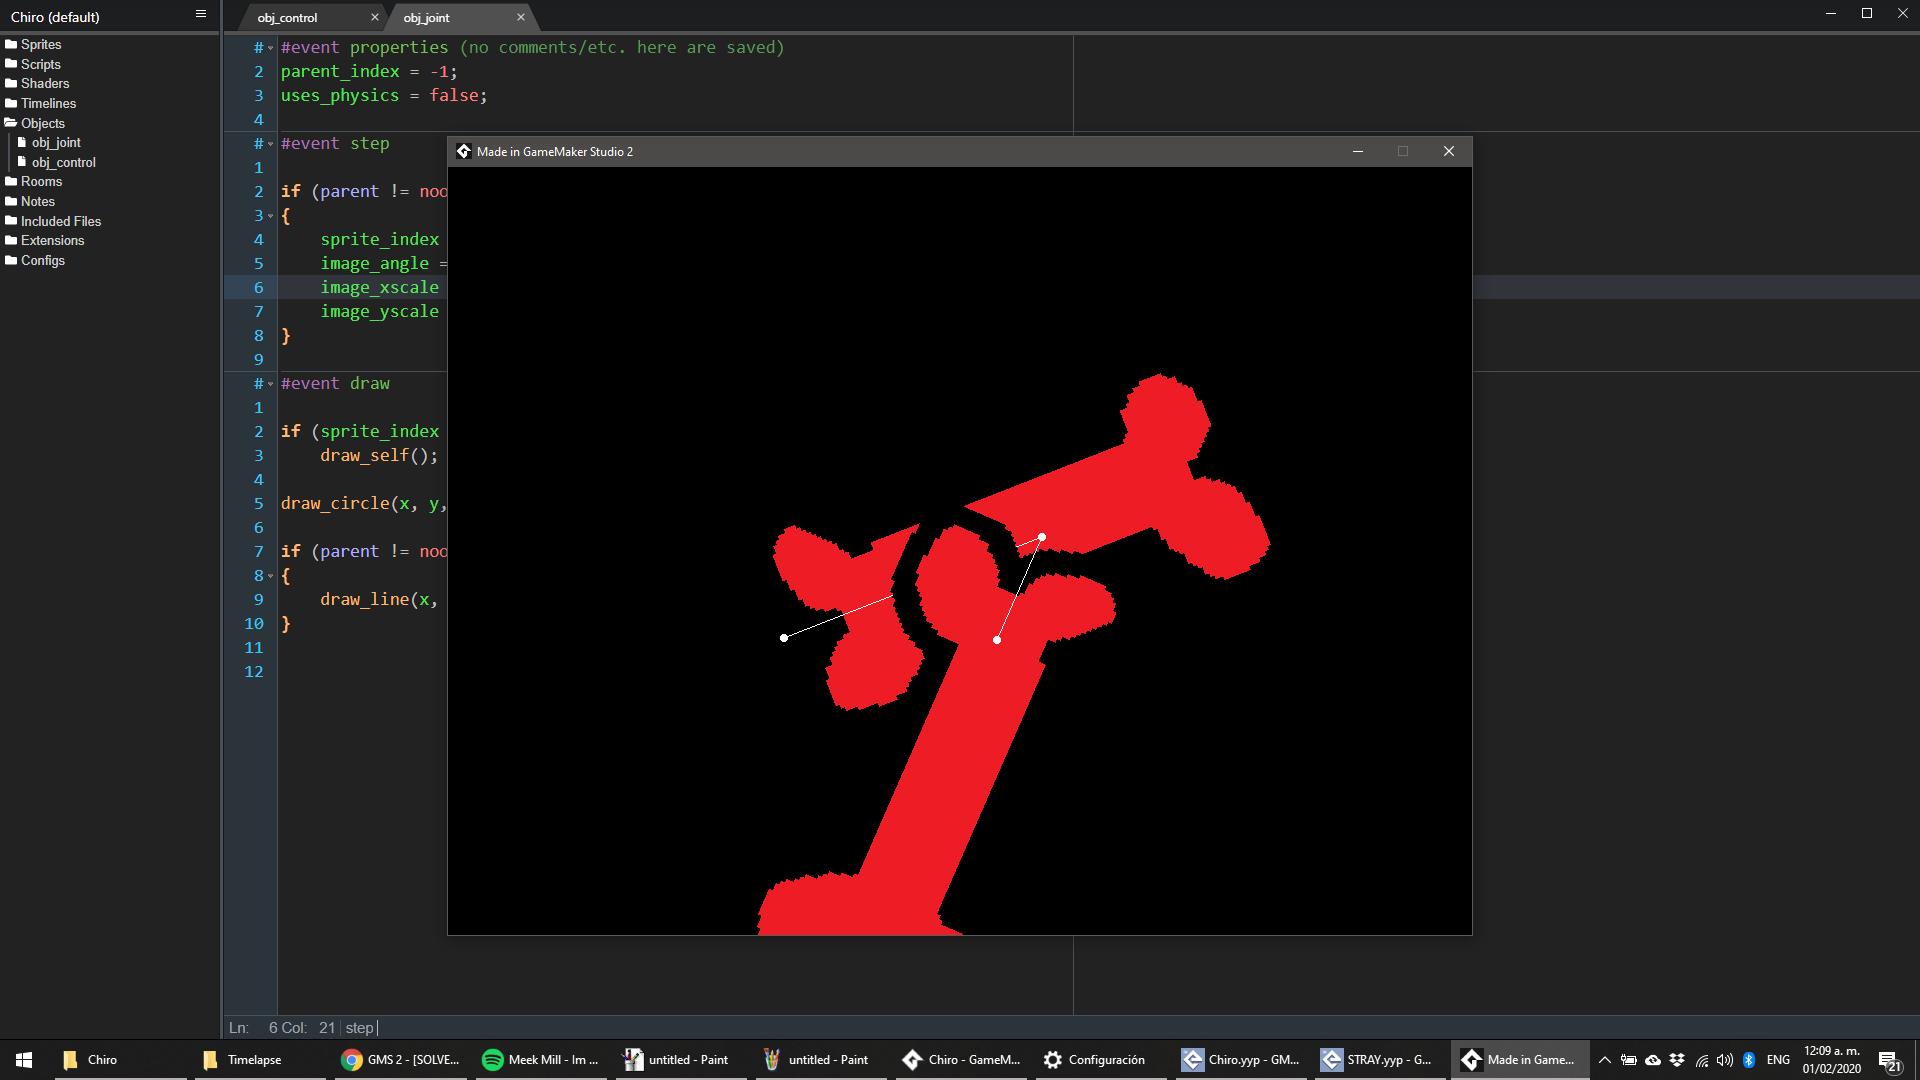 Chiro (default)
obj_control
obj_joint
Sprites
Scripts
Shaders
Timelines
Objects
obj_joint
obj_control
Rooms
Notes
Included Files
Extensions
Configs
# #event properties (no comments/etc. here are saved)
2 parent_index = -1;
3 uses_physics = false;
4
# #event step
1
2 if (parent != noo
3 {
4 sprite_index
5 image_angle =
6 image_xscale
7 image_yscale
8 }
9
# #event draw
1
2 if (sprite_index
3 draw_self();
4
5 draw_circle(x, y,
6
7 if (parent != noo
8 {
9 draw_line(x,
10 }
11
12
Made in GameMaker Studio 2
Ln: 6 Col: 21 step
Chiro
Timelapse
GMS 2 - [SOLVE...
Meek Mill - Im ...
untitled - Paint
untitled - Paint
Chiro - GameM...
Configuración
Chiro.yyp - GM...
STRAY.yyp - G...
Made in Game...
ENG
12:09 a. m.
01/02/2020
21